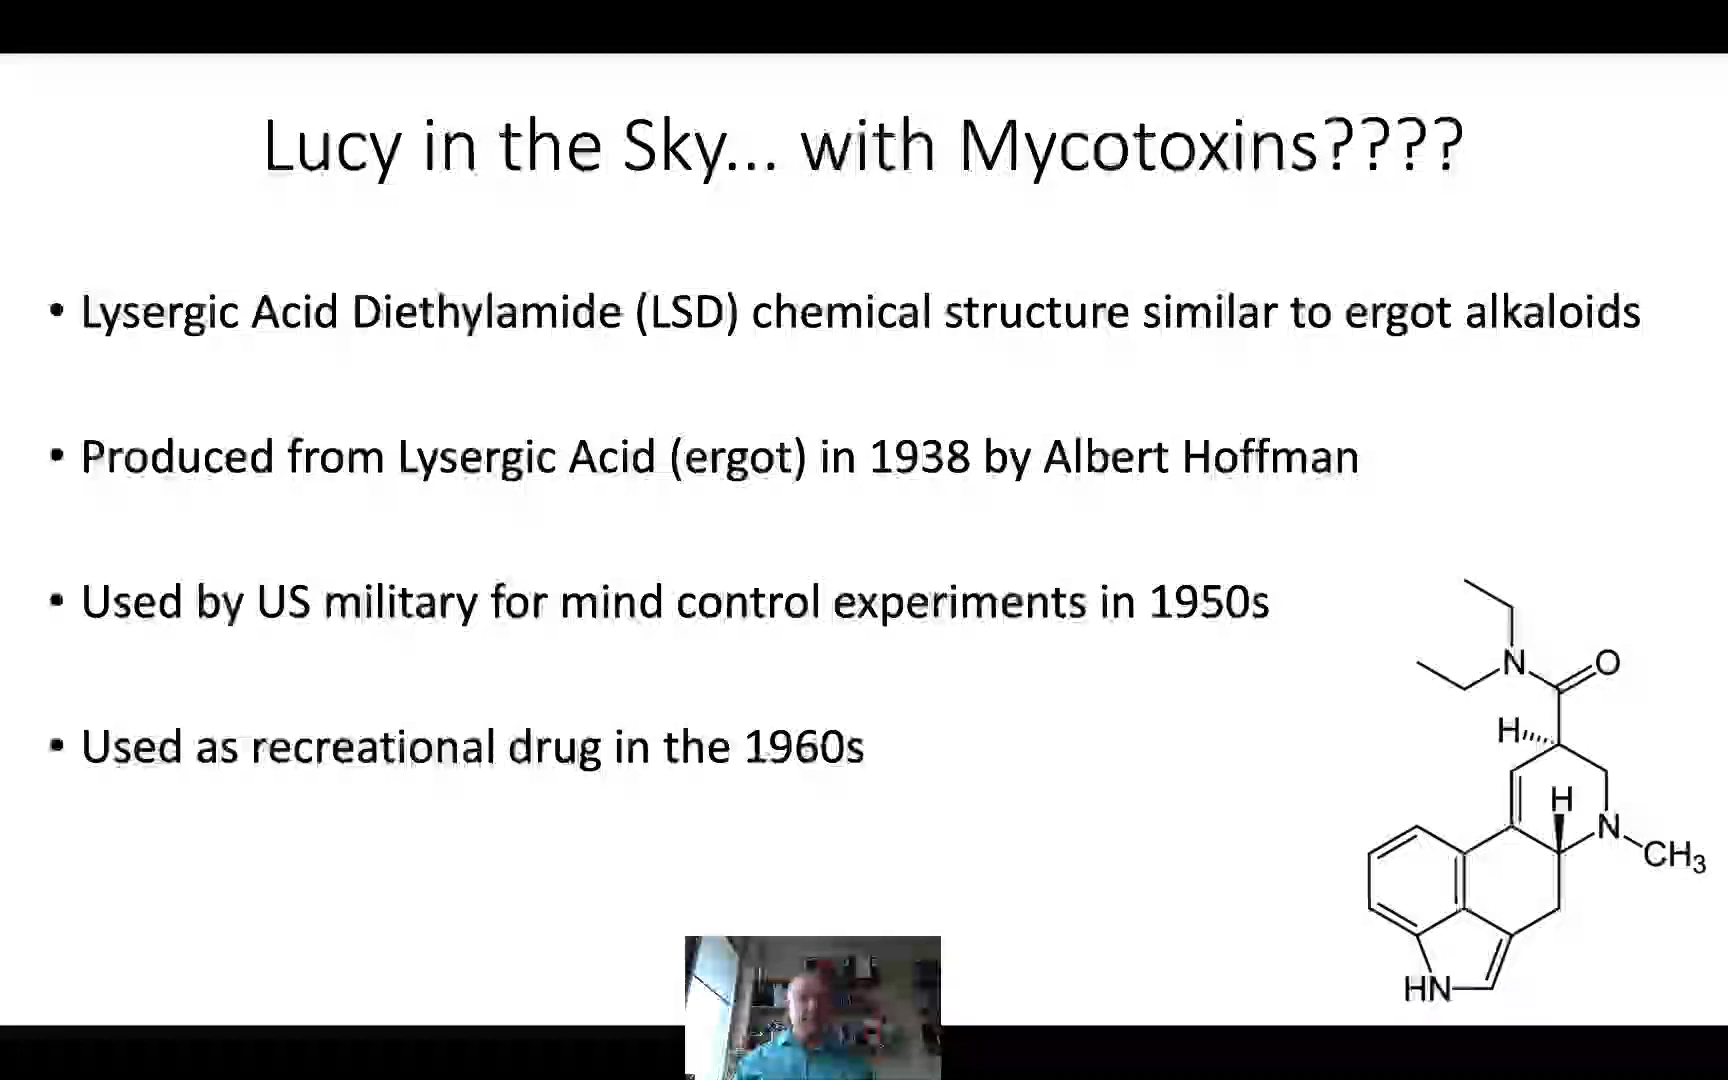 Lucy in the Sky... with Mycotoxins????
• Lysergic Acid Diethylamide (LSD) chemical structure similar to ergot alkaloids
• Produced from Lysergic Acid (ergot) in 1938 by Albert Hoffman
• Used by US military for mind control experiments in 1950s
• Used as recreational drug in the 1960s
N
O
H
H
N
CH₃
HN